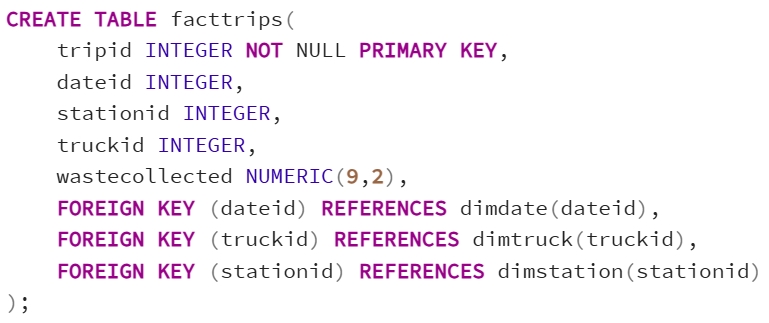 CREATE TABLE facttrips(
    tripid INTEGER NOT NULL PRIMARY KEY,
    dateid INTEGER,
    stationid INTEGER,
    truckid INTEGER,
    wastecollected NUMERIC(9,2),
    FOREIGN KEY (dateid) REFERENCES dimdate(dateid),
    FOREIGN KEY (truckid) REFERENCES dimtruck(truckid),
    FOREIGN KEY (stationid) REFERENCES dimstation(stationid)
);